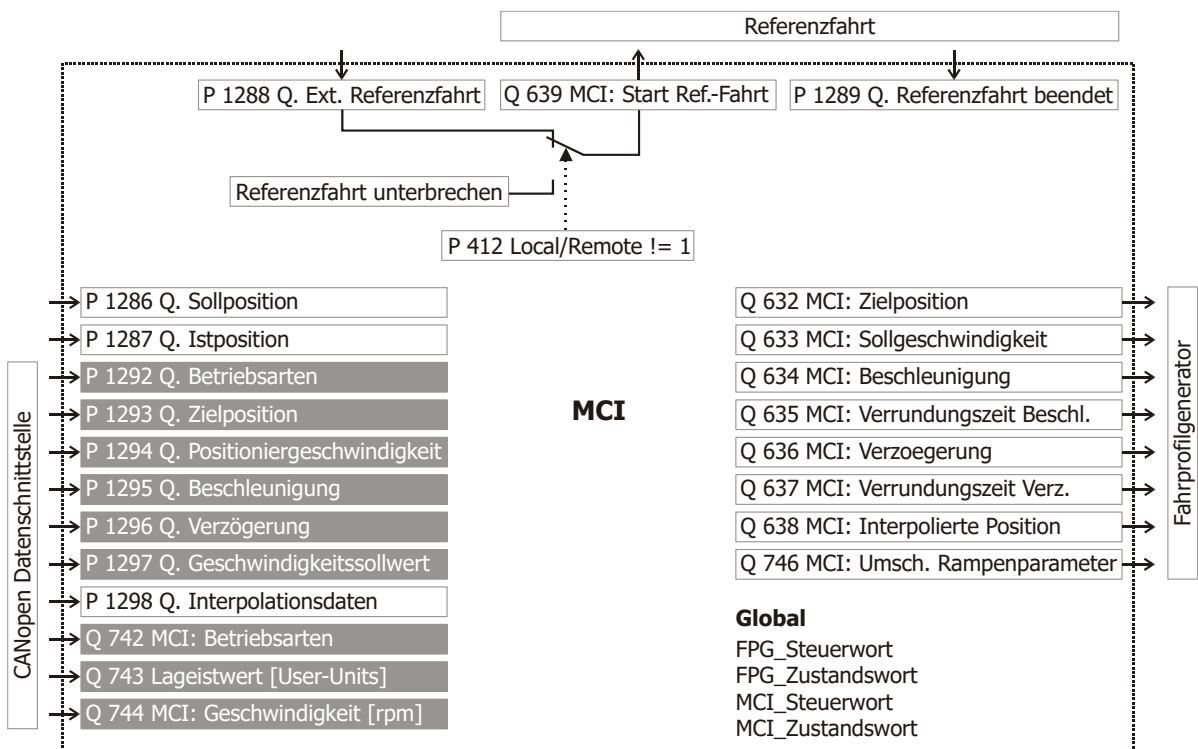 Referenzfahrt
P 1288 Q. Ext. Referenzfahrt
Q 639 MCI: Start Ref.-Fahrt
P 1289 Q. Referenzfahrt beendet
Referenzfahrt unterbrechen
P 412 Local/Remote != 1
P 1286 Q. Sollposition
P 1287 Q. Istposition
CANopen Datenschnittstelle
P 1292 Q. Betriebsarten
P 1293 Q. Zielposition
P 1294 Q. Positioniergeschwindigkeit
P 1295 Q. Beschleunigung
P 1296 Q. Verzögerung
P 1297 Q. Geschwindigkeitssollwert
P 1298 Q. Interpolationsdaten
Q 742 MCI: Betriebsarten
Q 743 Lageistwert [User-Units]
Q 744 MCI: Geschwindigkeit [rpm]
MCI
Q 632 MCI: Zielposition
Q 633 MCI: Sollgeschwindigkeit
Q 634 MCI: Beschleunigung
Q 635 MCI: Verrundungszeit Beschl.
Q 636 MCI: Verzoegerung
Q 637 MCI: Verrundungszeit Verz.
Q 638 MCI: Interpolierte Position
Q 746 MCI: Umsch. Rampenparameter
Fahrprofilgenerator
Global
FPG_Steuerwort
FPG_Zustandswort
MCI_Steuerwort
MCI_Zustandswort